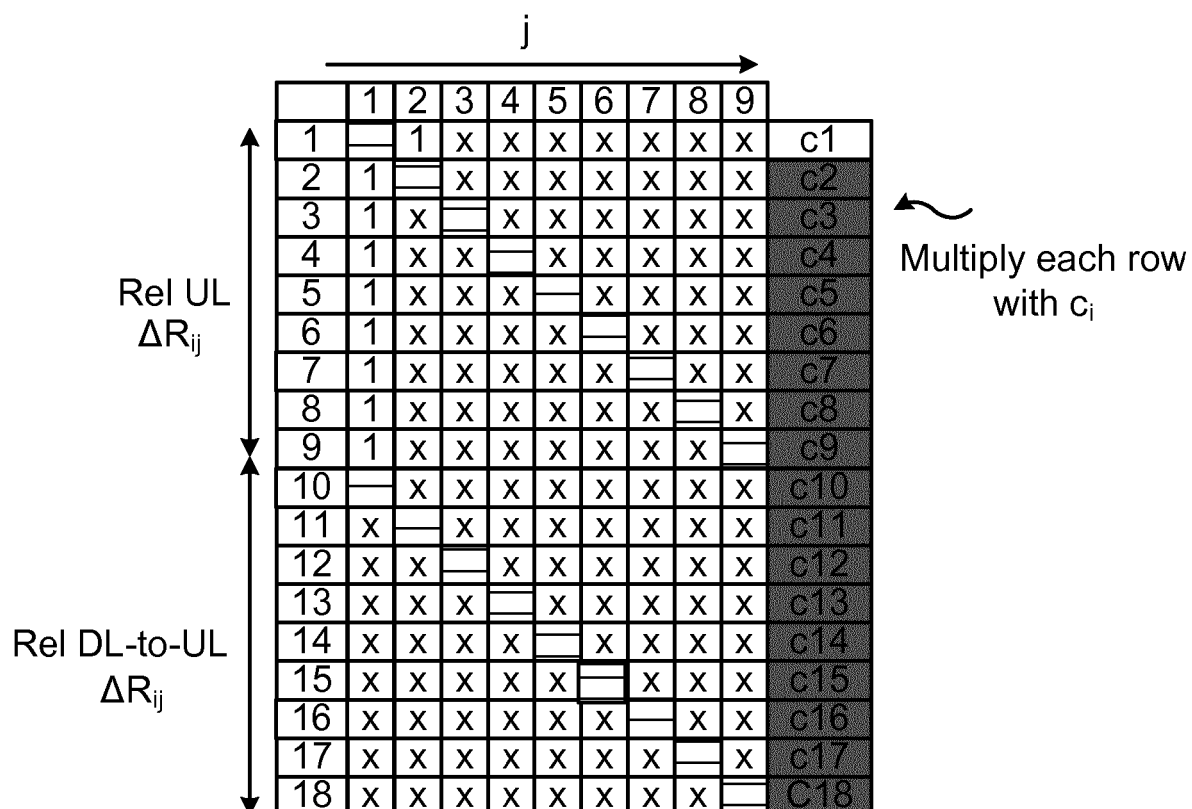 j
1 2 3 4 5 6 7 8 9
1 1 x x x x x x x c1
2 1 x x x x x x x c2
3 1 x x x x x x x c3
4 1 x x x x x x x c4
5 1 x x x x x x x c5
6 1 x x x x x x x c6
7 1 x x x x x x x c7
8 1 x x x x x x x c8
9 1 x x x x x x x c9
10 x x x x x x x x c10
11 x x x x x x x x c11
12 x x x x x x x x c12
13 x x x x x x x x c13
14 x x x x x x x x c14
15 x x x x x x x x c15
16 x x x x x x x x c16
17 x x x x x x x x c17
18 x x x x x x x x C18
Rel UL
ΔRij
Rel DL-to-UL
ΔRij
Multiply each row
with ci